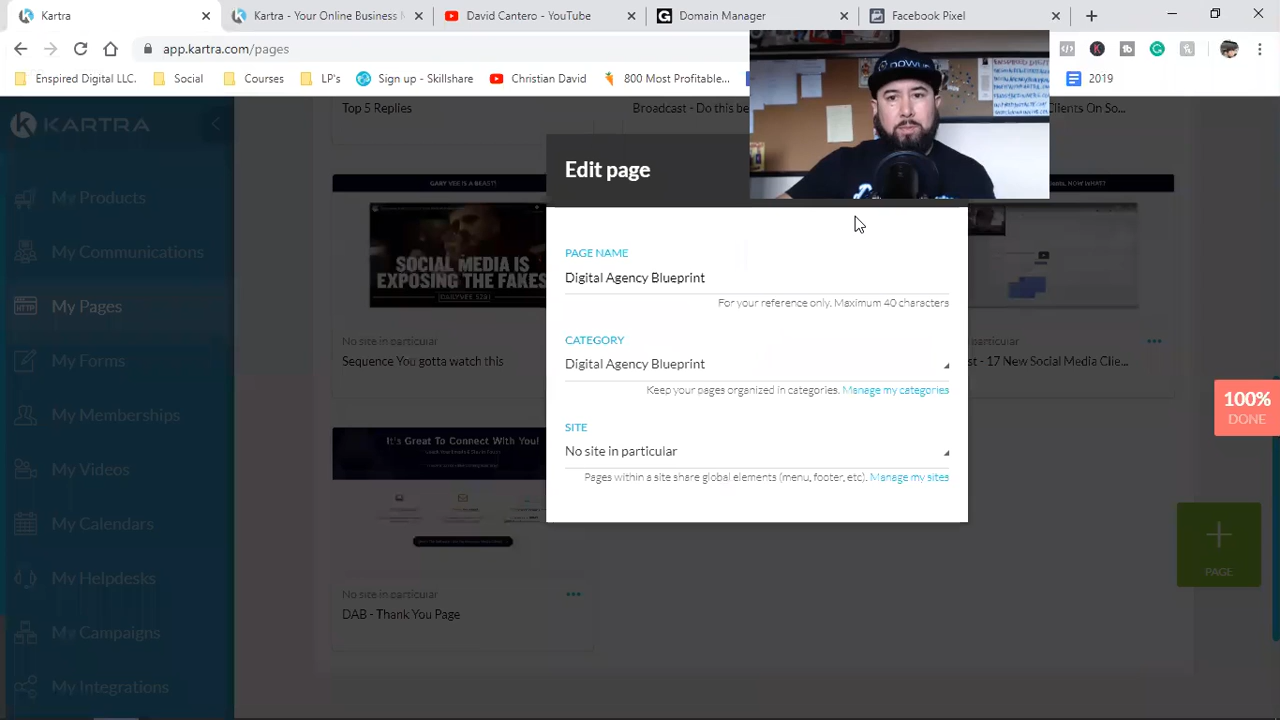 Kartra
Kartra - Your Online Business M
David Cantero - YouTube
Domain Manager
Facebook Pixel
app.kartra.com/pages
Enspired Digital LLC.
Social
Courses
Sign Up - Skillshare
Christian David
800 Most Profitable...
2019
KARTRA
My Products
My Communications
My Pages
My Forms
My Memberships
My Videos
My Calendars
My Helpdesks
My Campaigns
My Integrations
Edit page
PAGE NAME
Digital Agency Blueprint
For your reference only. Maximum 40 characters
CATEGORY
Digital Agency Blueprint
Keep your pages organized in categories. Manage my categories
SITE
No site in particular
Pages within a site share global elements (menu, footer, etc). Manage my sites
Top 5 Replies
Broadcast - Do this be
Clients On So...
GARY VEE IS A BEAST!
SOCIAL MEDIA IS
EXPOSING THE FAKES
No site in particular
Sequence You gotta watch this
particular
st - 17 New Social Media Clie...
It's Great To Connect With You!
No site in particular
DAB - Thank You Page
100%
DONE
PAGE